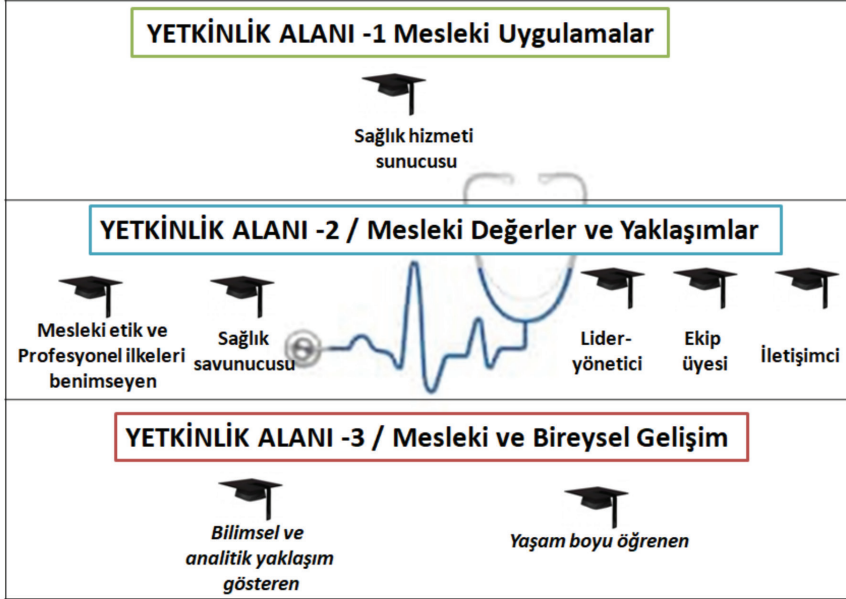 YETKİNLİK ALANI -1 Mesleki Uygulamalar
Sağlık hizmeti
sunucusu
YETKİNLİK ALANI -2 / Mesleki Değerler ve Yaklaşımlar
Mesleki etik ve
Profesyonel ilkeleri
benimseyen
Sağlık
savunucusu
Lider-
yönetici
Ekip
üyesi
İletişimci
YETKİNLİK ALANI -3 / Mesleki ve Bireysel Gelişim
Bilimsel ve
analitik yaklaşım
gösteren
Yaşam boyu öğrenen